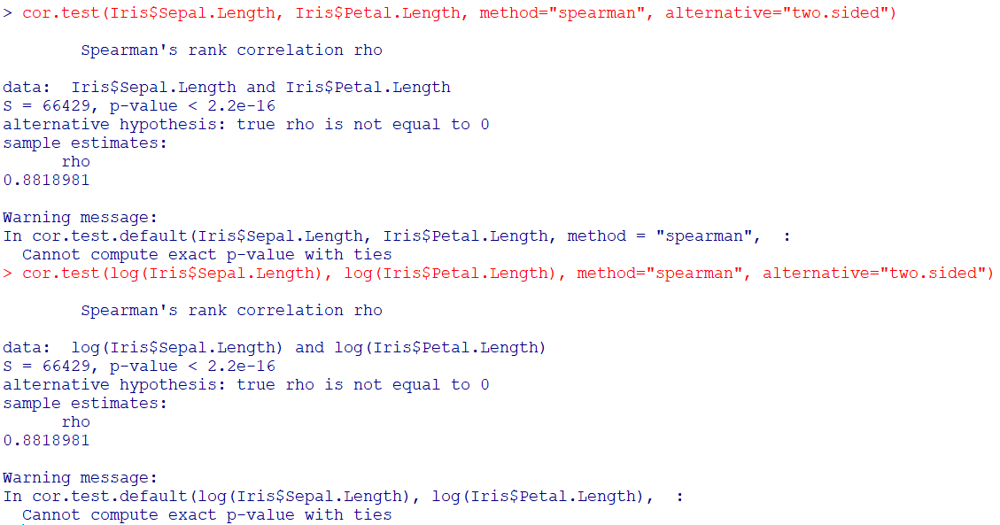 > cor.test(Iris$Sepal.Length, Iris$Petal.Length, method="spearman", alternative="two.sided")
Spearman's rank correlation rho
data:  Iris$Sepal.Length and Iris$Petal.Length
S = 66429, p-value < 2.2e-16
alternative hypothesis: true rho is not equal to 0
sample estimates:
rho
0.8818981
Warning message:
In cor.test.default(Iris$Sepal.Length, Iris$Petal.Length, method = "spearman",  :
Cannot compute exact p-value with ties
> cor.test(log(Iris$Sepal.Length), log(Iris$Petal.Length), method="spearman", alternative="two.sided")
Spearman's rank correlation rho
data:  log(Iris$Sepal.Length) and log(Iris$Petal.Length)
S = 66429, p-value < 2.2e-16
alternative hypothesis: true rho is not equal to 0
sample estimates:
rho
0.8818981
Warning message:
In cor.test.default(log(Iris$Sepal.Length), log(Iris$Petal.Length),  :
Cannot compute exact p-value with ties